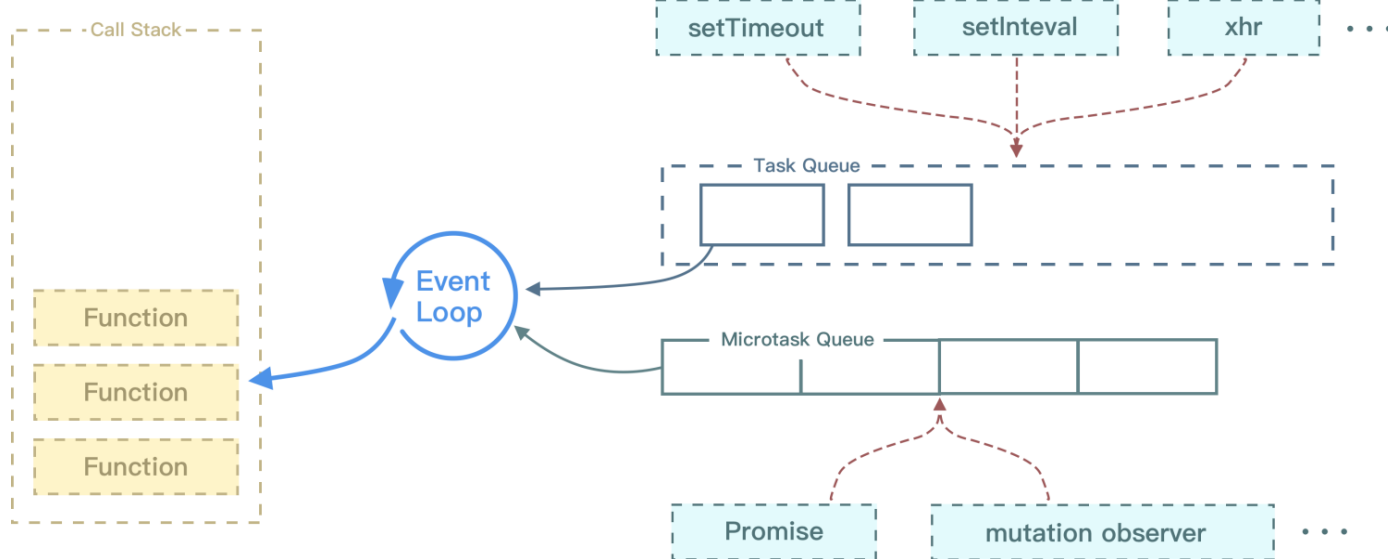 Call Stack
setTimeout
setInteval
xhr
Task Queue
Event
Loop
Function
Function
Function
Microtask Queue
Promise
mutation observer